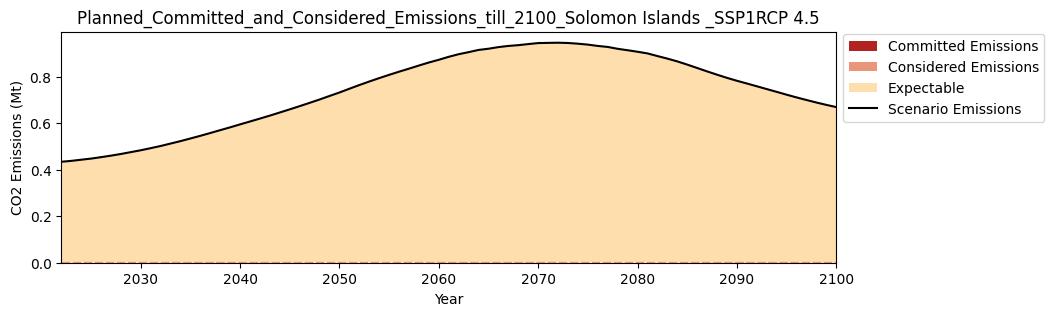 Planned_Committed_and_Considered_Emissions_till_2100_Solomon Islands _SSP1RCP 4.5
CO2 Emissions (Mt)
0.8
0.6
0.4
0.2
0.0
2030 2040 2050 2060 2070 2080 2090 2100
Year
Committed Emissions
Considered Emissions
Expectable
Scenario Emissions